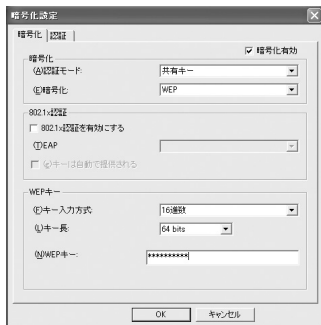 暗号化設定
暗号化 認証
暗号化有効
暗号化
(A)認証モード: 共有キー
(E)暗号化: WEP
802.1x認証
802.1x認証を有効にする
(T)EAP
(K)キーは自動で提供される
WEPキー
(F)キー入力方式: 16進数
(L)キー長: 64 bits
(N)WEPキー: **********
OK キャンセル